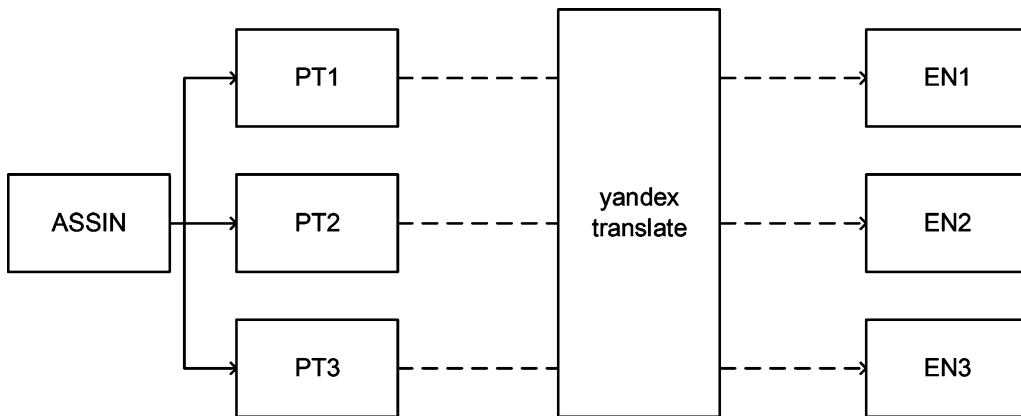 PT1
EN1
ASSIN
PT2
yandex
translate
EN2
PT3
EN3